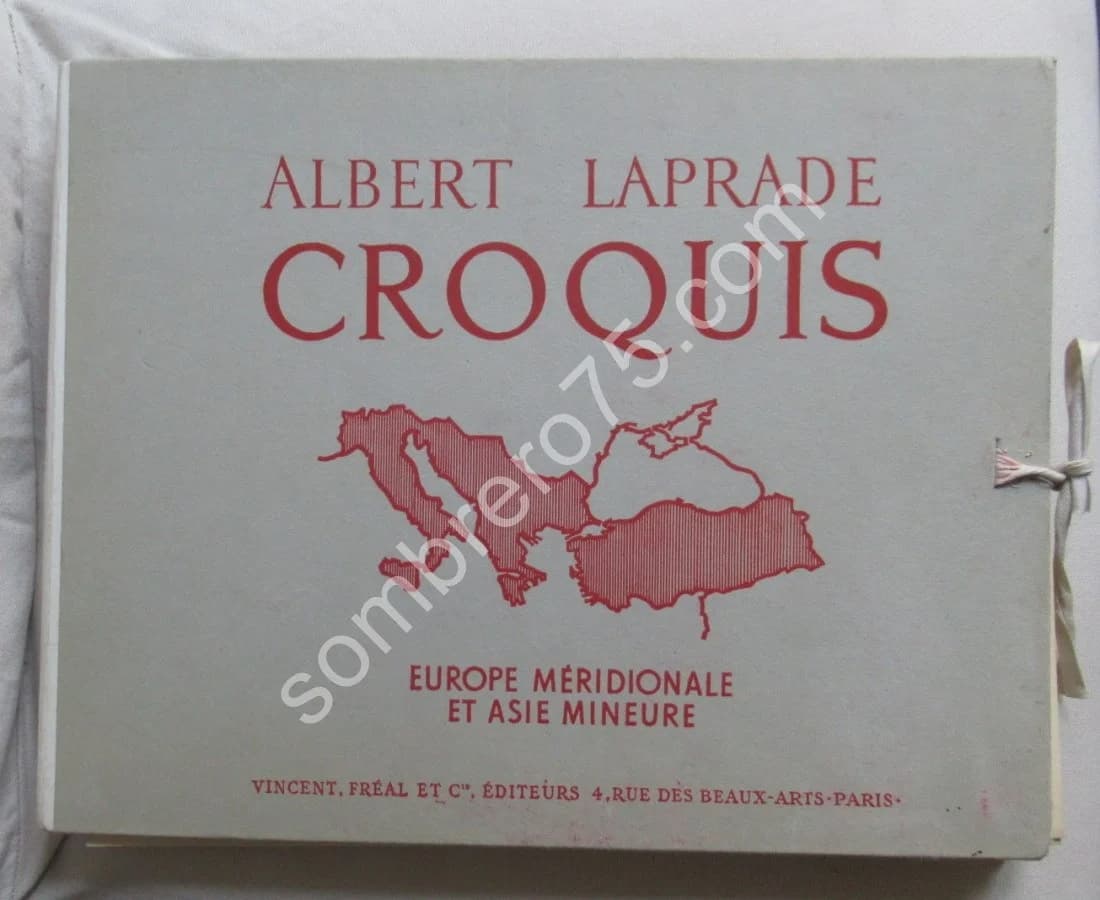 ALBERT LAPRADE
CROQUIS
EUROPE MÉRIDIONALE
ET ASIE MINEURE
VINCENT, FRÉAL ET Cie, ÉDITEURS 4, RUE DES BEAUX-ARTS·PARIS·
sombrero75.com